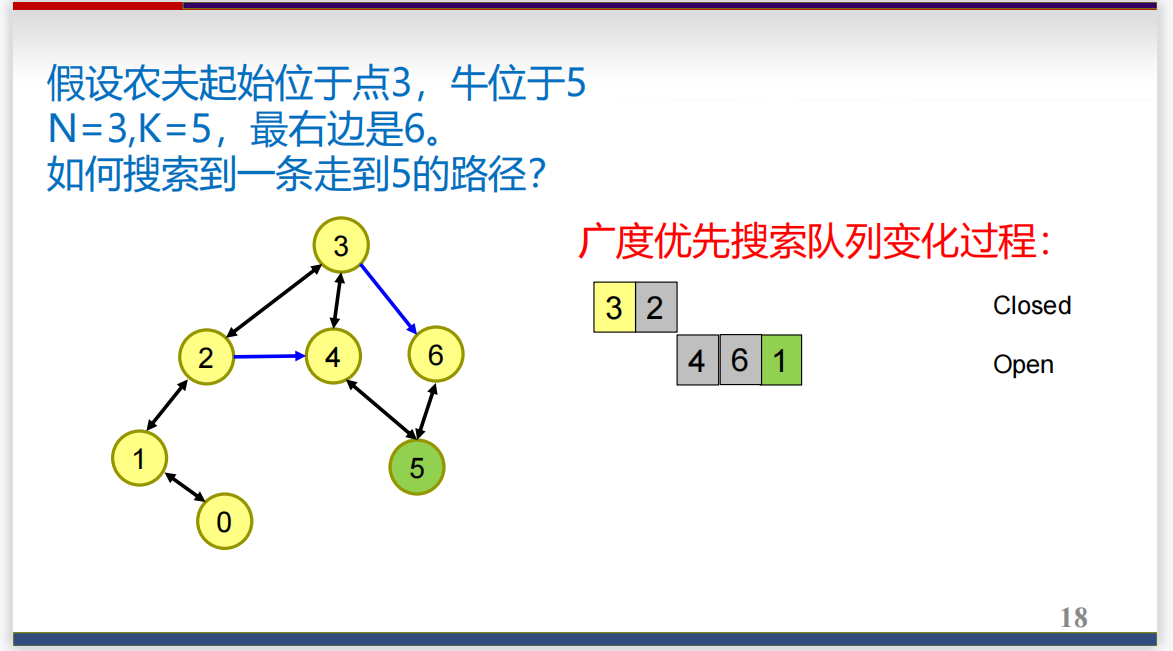 假设农夫起始位于点3，牛位于5
N=3,K=5，最右边是6。
如何搜索到一条走到5的路径？
广度优先搜索队列变化过程：
3
2
4
6
1
5
0
3 2
Closed
4 6 1
Open
18